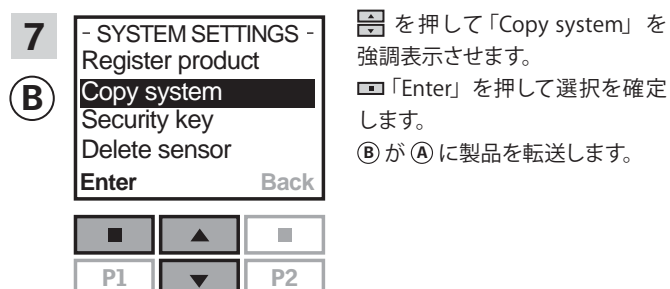 7
B
- SYSTEM SETTINGS -
Register product
Copy system
Security key
Delete sensor
Enter Back
P1 P2
を押して「Copy system」を
強調表示させます。
「Enter」を押して選択を確定
します。
B が A に製品を転送します。